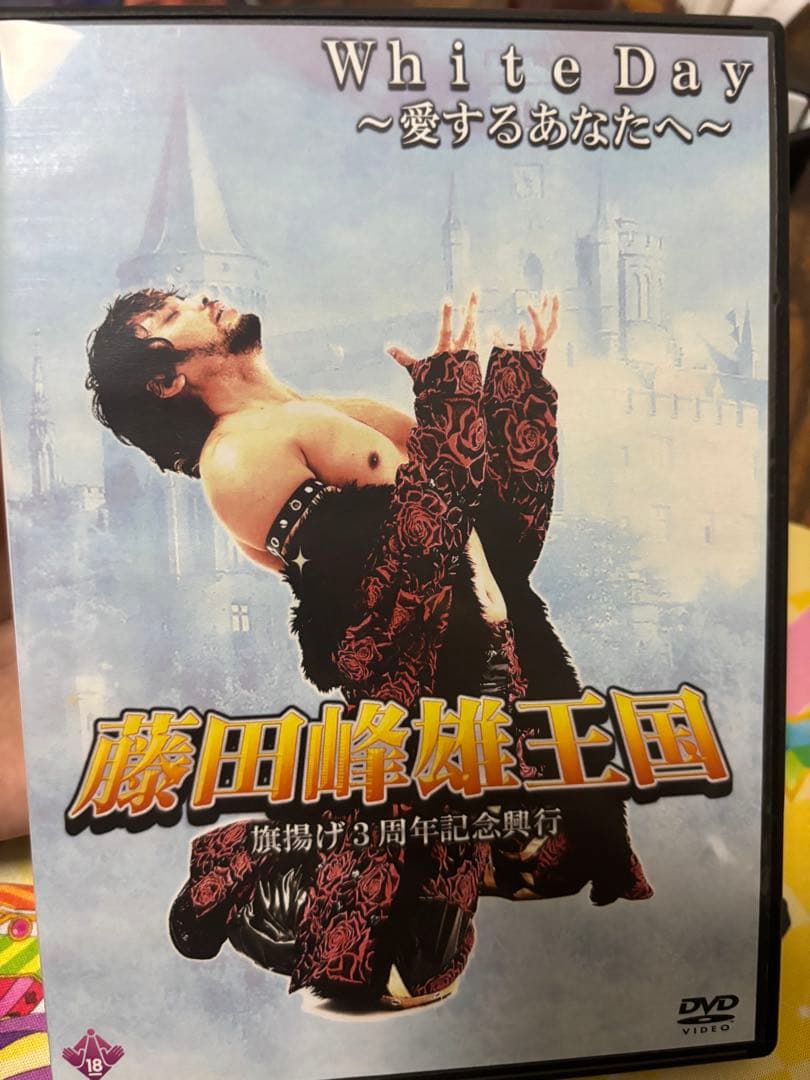 White Day
～愛するあなたへ～
藤田峰雄王国
旗揚げ3周年記念興行
DVD
VIDEO
18